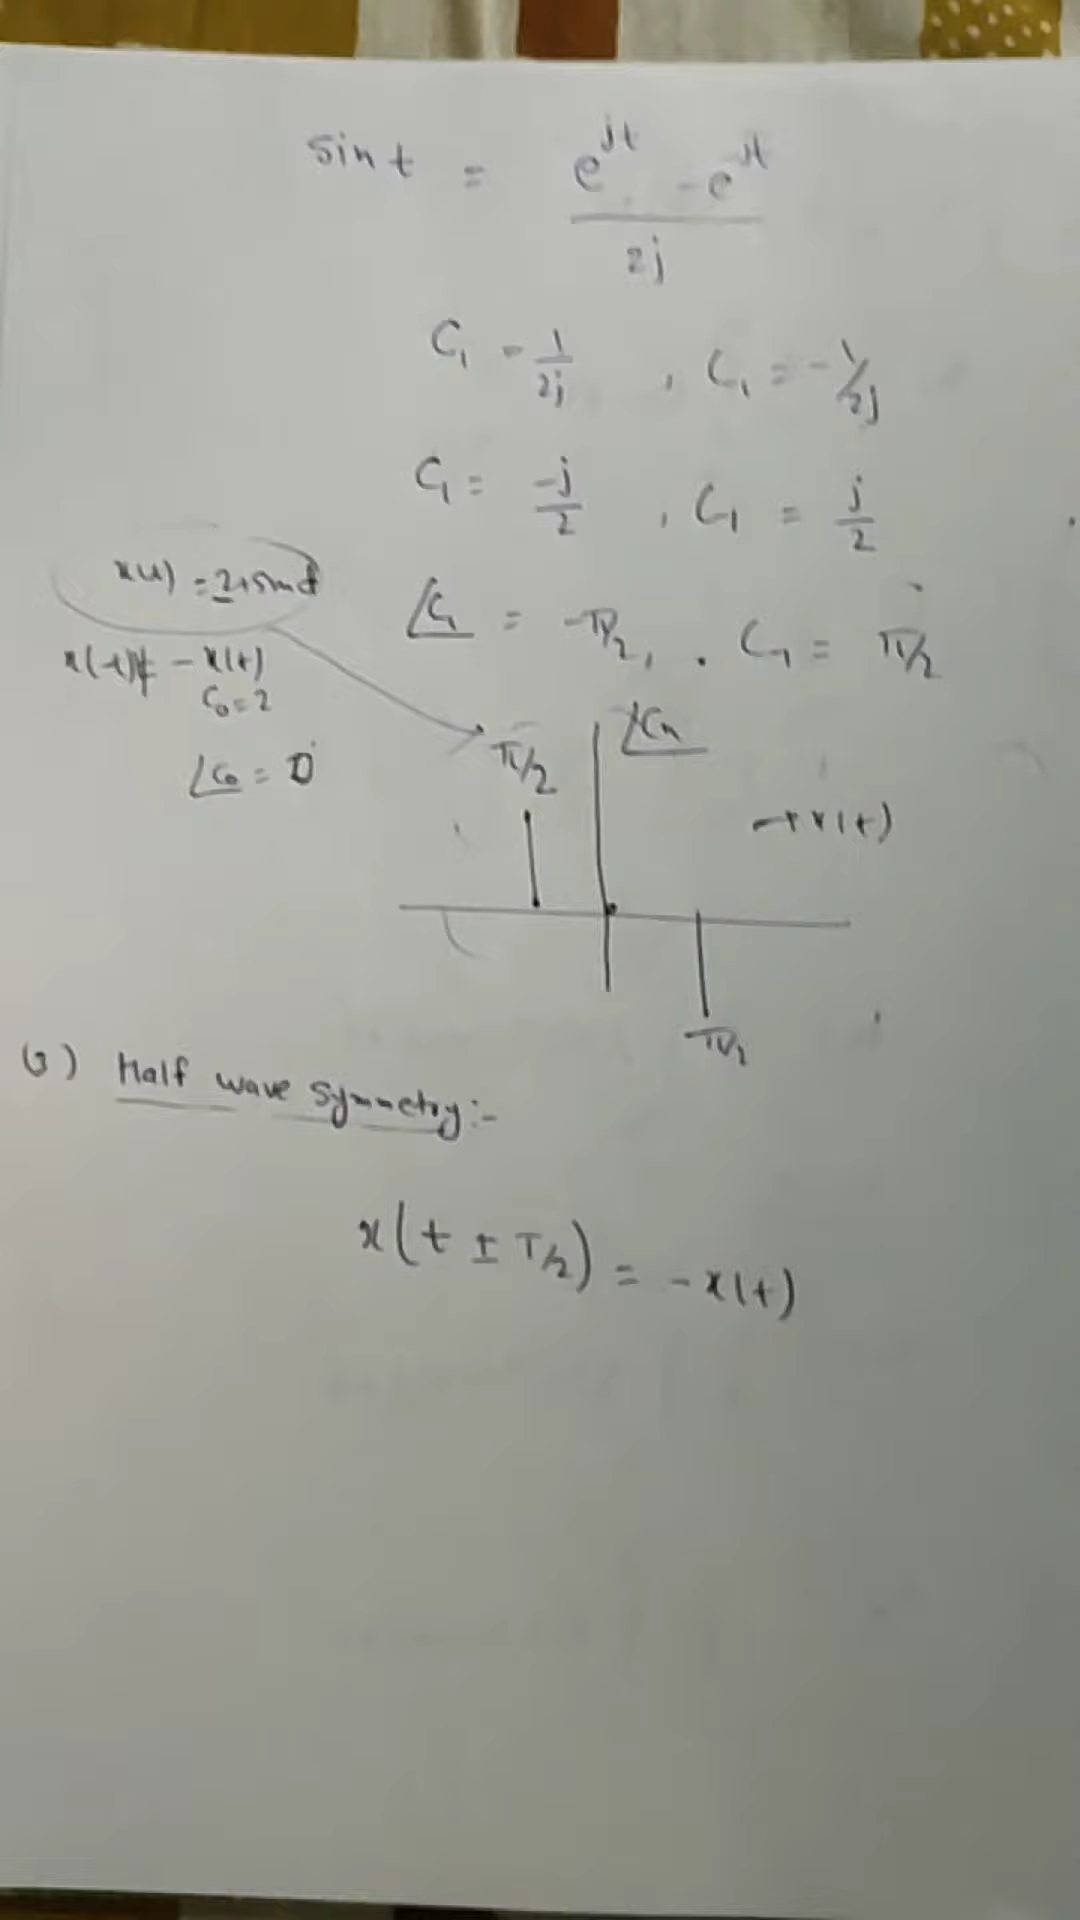 sin t = (e^jt - e^-jt) / 2j
C₁ = 1/2j , C₋₁ = -1/2j
C₁ = -j/2 , C₋₁ = j/2
x(t) = 2+sint
∠C₁ = -π/2, . C₋₁ = π/2
x(-t) ≠ -x(t)
C₀ = 2
∠Cn
π/2
∠C₀ = 0
→ x(t)
-π/2
(3) Half wave symmetry:-
x(t ± T/2) = -x(t)